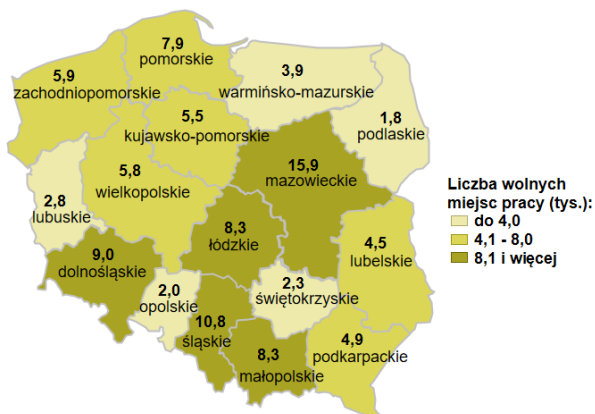 7,9
pomorskie
3,9
warmińsko-mazurskie
5,9
zachodniopomorskie
1,8
podlaskie
5,5
kujawsko-pomorskie
15,9
mazowieckie
5,8
wielkopolskie
2,8
lubuskie
8,3
łódzkie
4,5
lubelskie
9,0
dolnośląskie
2,0
opolskie
2,3
świętokrzyskie
10,8
śląskie
8,3
małopolskie
4,9
podkarpackie
Liczba wolnych
miejsc pracy (tys.):
do 4,0
4,1 - 8,0
8,1 i więcej